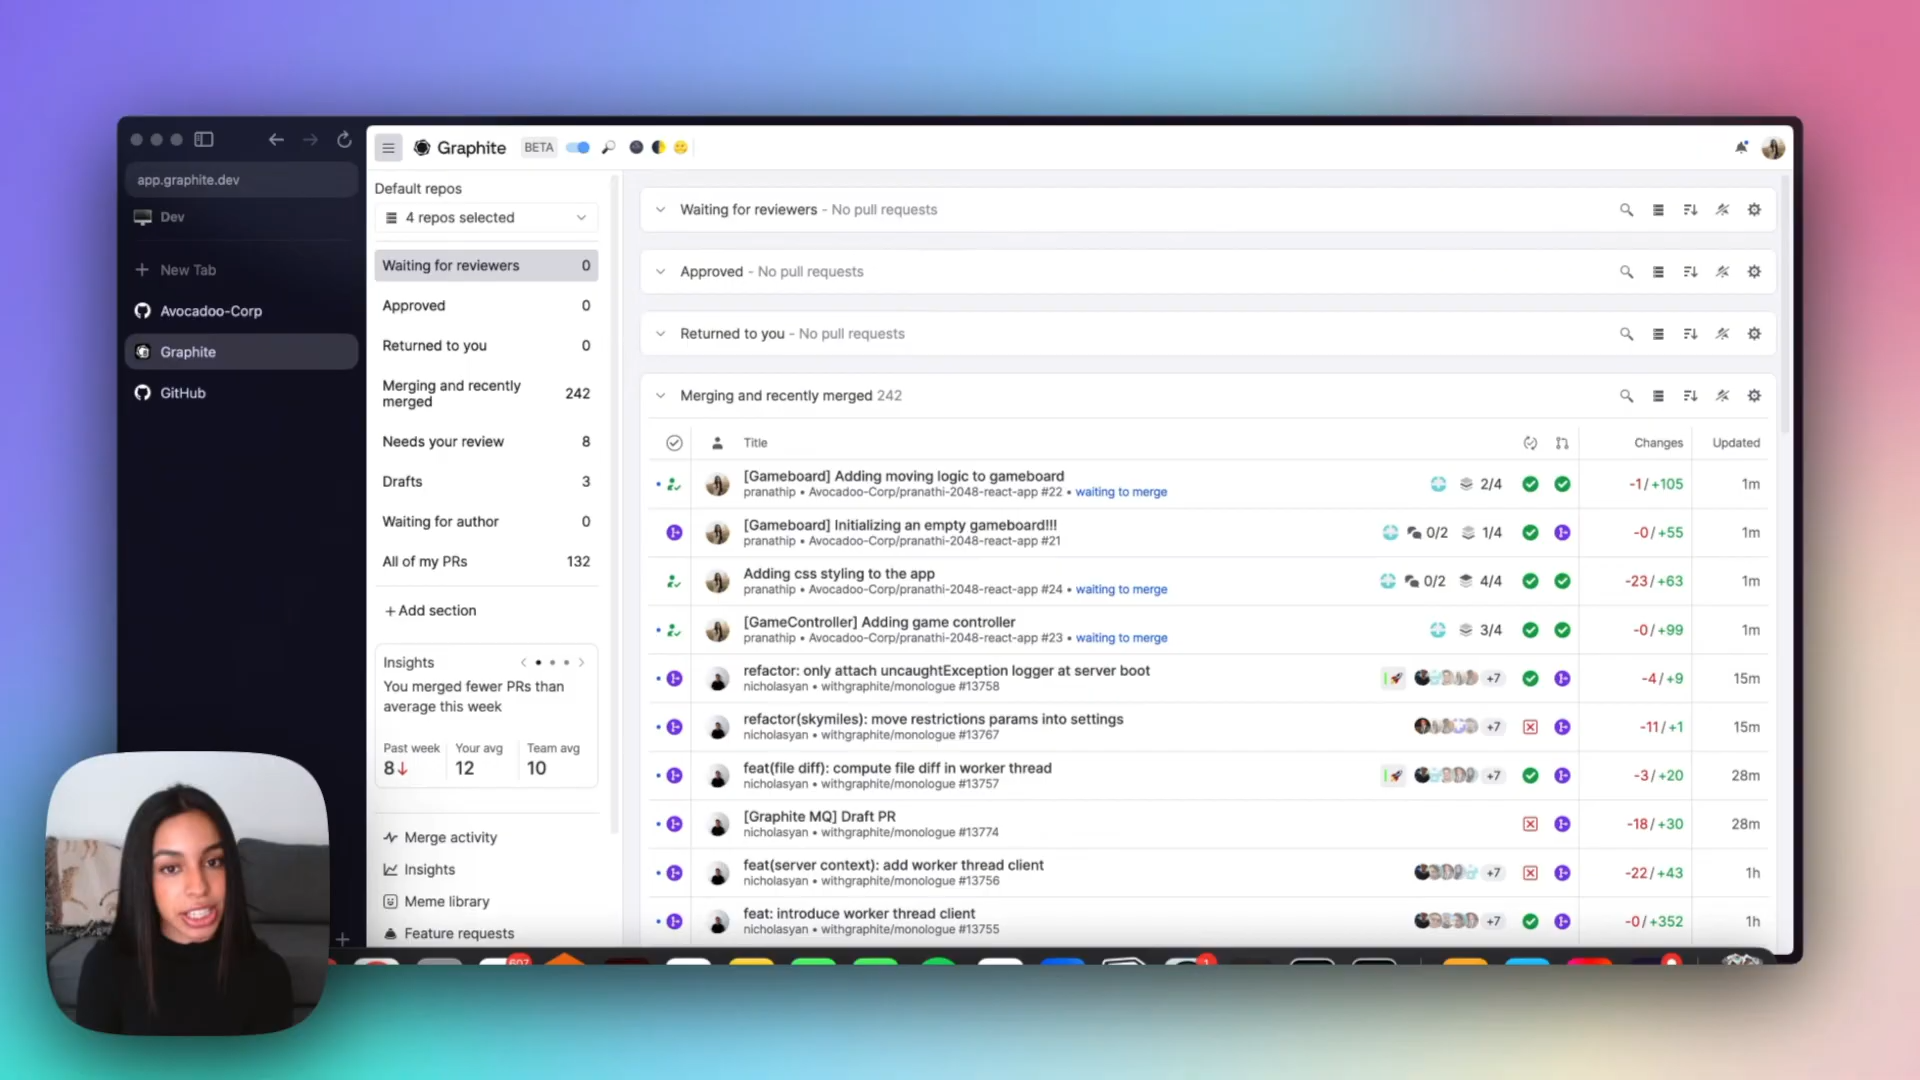 app.graphite.dev
Dev
New Tab
Avocadoo-Corp
Graphite
GitHub
Graphite BETA
Default repos
4 repos selected
Waiting for reviewers 0
Approved 0
Returned to you 0
Merging and recently
merged 242
Needs your review 8
Drafts 3
Waiting for author 0
All of my PRs 132
+ Add section
Insights
You merged fewer PRs than
average this week
Past week Your avg Team avg
8↓ 12 10
Merge activity
Insights
Meme library
Feature requests
Waiting for reviewers - No pull requests
Approved - No pull requests
Returned to you - No pull requests
Merging and recently merged 242
Title Changes Updated
[Gameboard] Adding moving logic to gameboard
pranathip • Avocadoo-Corp/pranathi-2048-react-app #22 • waiting to merge
2/4 -1/+105 1m
[Gameboard] Initializing an empty gameboard!!!
pranathip • Avocadoo-Corp/pranathi-2048-react-app #21
0/2 1/4 -0/+55 1m
Adding css styling to the app
pranathip • Avocadoo-Corp/pranathi-2048-react-app #24 • waiting to merge
0/2 4/4 -23/+63 1m
[GameController] Adding game controller
pranathip • Avocadoo-Corp/pranathi-2048-react-app #23 • waiting to merge
3/4 -0/+99 1m
refactor: only attach uncaughtException logger at server boot
nicholasyan • withgraphite/monologue #13758
+7 -4/+9 15m
refactor(skymiles): move restrictions params into settings
nicholasyan • withgraphite/monologue #13767
+7 -11/+1 15m
feat(file diff): compute file diff in worker thread
nicholasyan • withgraphite/monologue #13757
+7 -3/+20 28m
[Graphite MQ] Draft PR
nicholasyan • withgraphite/monologue #13774
-18/+30 28m
feat(server context): add worker thread client
nicholasyan • withgraphite/monologue #13756
+7 -22/+43 1h
feat: introduce worker thread client
nicholasyan • withgraphite/monologue #13755
+7 -0/+352 1h
607
1